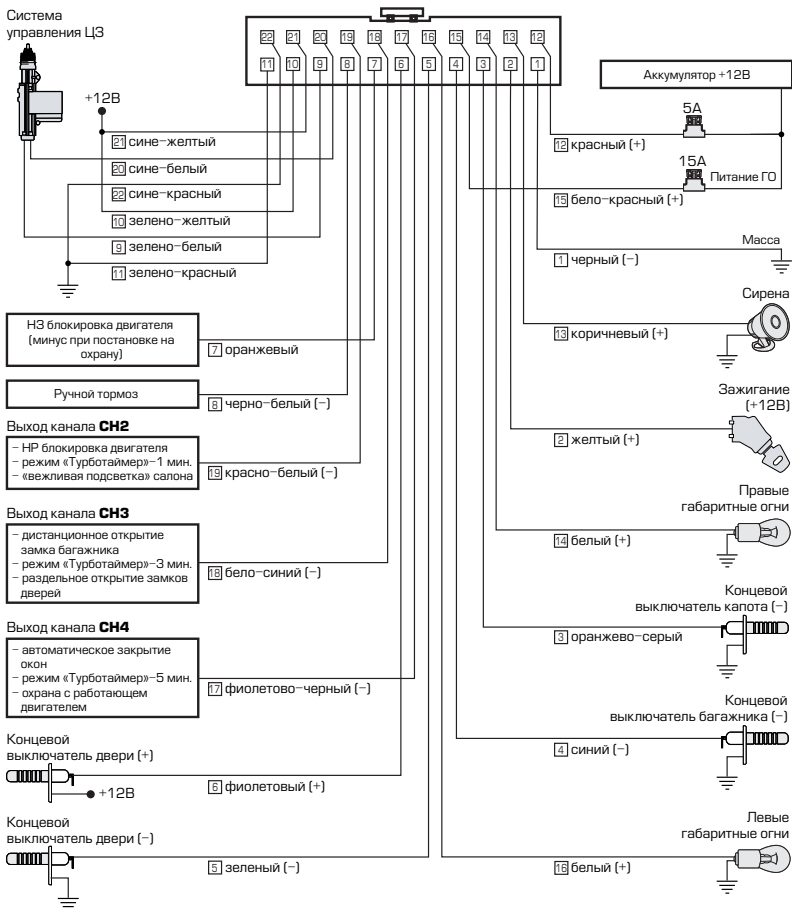 Система
управления ЦЗ
22 21 20 19 18 17 16 15 14 13 12
11 10 9 8 7 6 5 4 3 2 1
Аккумулятор +12В
+12В
5А
21 сине-желтый
12 красный (+)
20 сине-белый
15А
Питание ГО
22 сине-красный
15 бело-красный (+)
10 зелено-желтый
9 зелено-белый
Масса
1 черный (-)
11 зелено-красный
Сирена
НЗ блокировка двигателя
(минус при постановке на
охрану)
7 оранжевый
13 коричневый (+)
Ручной тормоз
8 черно-белый (-)
Зажигание
(+12В)
Выход канала CH2
- НР блокировка двигателя
- режим «Турботаймер»-1 мин.
- «вежливая подсветка» салона
19 красно-белый (-)
2 желтый (+)
Правые
габаритные огни
Выход канала CH3
- дистанционное открытие
замка багажника
- режим «Турботаймер»-3 мин.
- раздельное открытие замков
дверей
18 бело-синий (-)
14 белый (+)
Концевой
выключатель капота (-)
3 оранжево-серый
Выход канала CH4
- автоматическое закрытие
окон
- режим «Турботаймер»-5 мин.
- охрана с работающем
двигателем
17 фиолетово-черный (-)
Концевой
выключатель багажника (-)
4 синий (-)
Концевой
выключатель двери (+)
+12В
6 фиолетовый (+)
Концевой
выключатель двери (-)
5 зеленый (-)
Левые
габаритные огни
16 белый (+)